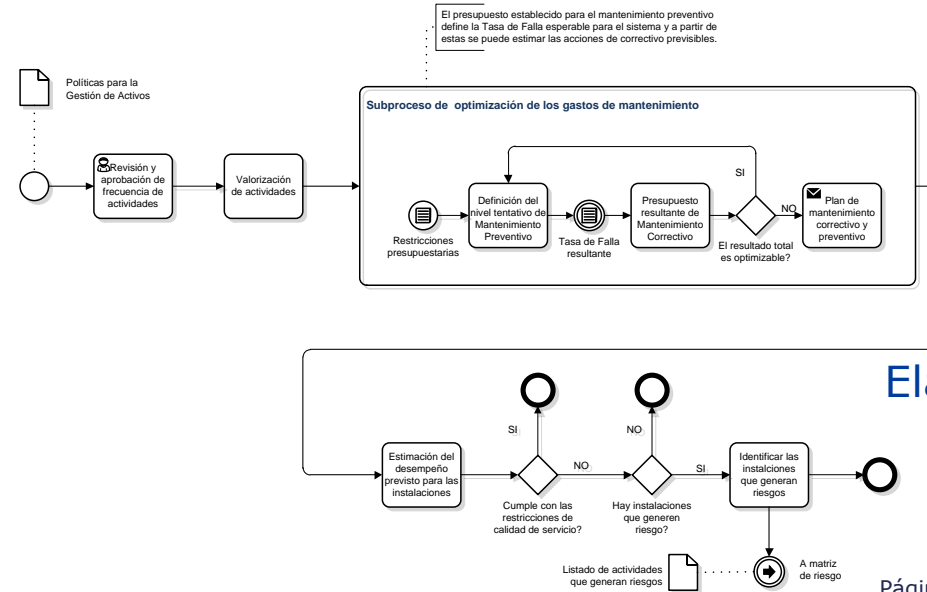 El presupuesto establecido para el mantenimiento preventivo
define la Tasa de Falla esperable para el sistema y a partir de
estas se puede estimar las acciones de correctivo previsibles.
Políticas para la
Gestión de Activos
Subproceso de optimización de los gastos de mantenimiento
Revisión y
aprobación de
frecuencia de
actividades
Valorización
de actividades
Restricciones
presupuestarias
Definición del
nivel tentativo de
Mantenimiento
Preventivo
Tasa de Falla
resultante
Presupuesto
resultante de
Mantenimiento
Correctivo
SI
El resultado total
es optimizable?
NO
Plan de
mantenimiento
correctivo y
preventivo
Ela
Estimación del
desempeño
previsto para las
instalaciones
SI
Cumple con las
restricciones de
calidad de servicio?
NO
NO
Hay instalaciones
que generen
riesgo?
SI
Identificar las
instalciones
que generan
riesgos
Listado de actividades
que generan riesgos
A matriz
de riesgo
Págin